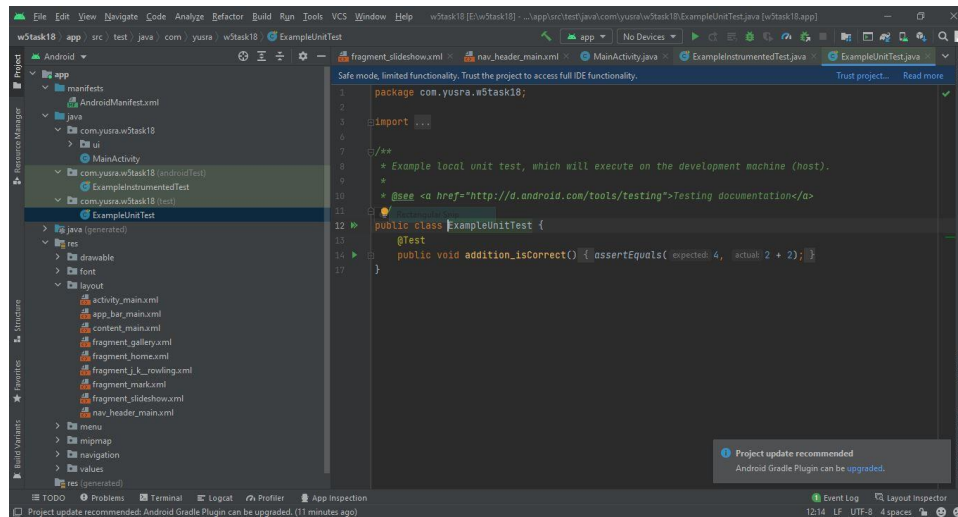 File Edit View Navigate Code Analyze Refactor Build Run Tools VCS Window Help w5task18 [E:\w5task18] - ...\app\src\test\java\com\yusra\w5task18\ExampleUnitTest.java [w5task18.app]
w5task18 app src test java com yusra w5task18 ExampleUnitTest app No Devices
Android fragment_slideshow.xml nav_header_main.xml MainActivity.java ExampleInstrumentedTest.java ExampleUnitTest.java
Safe mode, limited functionality. Trust the project to access full IDE functionality. Trust project... Read more
Project
Resource Manager
Structure
Favorites
Build Variants
app
manifests
AndroidManifest.xml
java
com.yusra.w5task18
ui
MainActivity
com.yusra.w5task18 (androidTest)
ExampleInstrumentedTest
com.yusra.w5task18 (test)
ExampleUnitTest
java (generated)
res
drawable
font
layout
activity_main.xml
app_bar_main.xml
content_main.xml
fragment_gallery.xml
fragment_home.xml
fragment_j_k__rowling.xml
fragment_mark.xml
fragment_slideshow.xml
nav_header_main.xml
menu
mipmap
navigation
values
res (generated)
1 package com.yusra.w5task18;
2
3 import ...
6
7 /**
8 * Example local unit test, which will execute on the development machine (host).
9 *
10 * @see <a href="http://d.android.com/tools/testing">Testing documentation</a>
11
12 public class ExampleUnitTest {
13 @Test
14 public void addition_isCorrect() { assertEquals( expected: 4, actual: 2 + 2); }
17 }
Project update recommended
Android Gradle Plugin can be upgraded.
TODO Problems Terminal Logcat Profiler App Inspection Event Log Layout Inspector
Project update recommended: Android Gradle Plugin can be upgraded. (11 minutes ago) 12:14 LF UTF-8 4 spaces